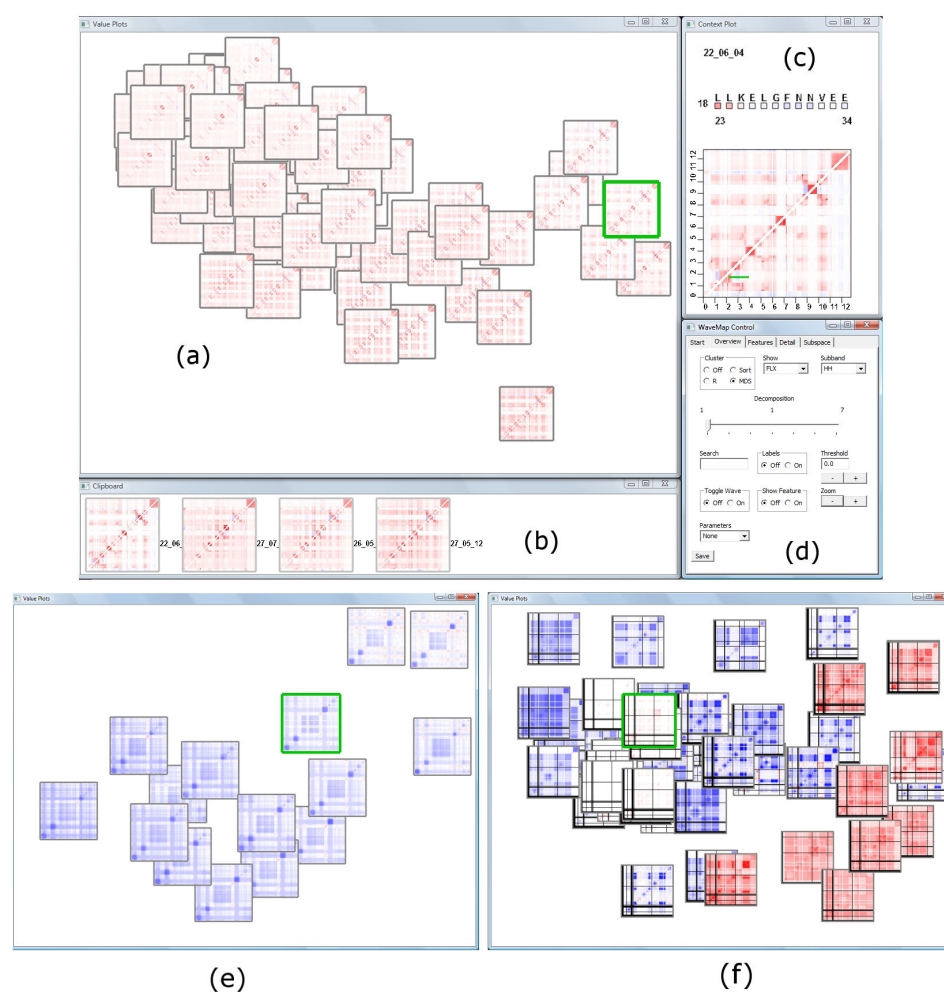 Value Plots
(a)
Clipboard
22_06_
27_07_
26_05_
27_05_12
(b)
Context Plot
22_06_04
(c)
L L K E L G F N N V E E
18
23 34
12
11
10
9
8
7
6
5
4
3
2
1
0
0 1 2 3 4 5 6 7 8 9 10 11 12
WaveMap Control
Start Overview Features Detail Subspace
Cluster Show Subband
Off Sort FLX HH
R MDS
Decomposition
1 1 7
Search Labels Threshold
Off On 0.0
- +
Toggle Wave Show Feature Zoom
Off On Off On - +
Parameters
None
(d)
Save
Value Plots
(e)
Value Plots
(f)